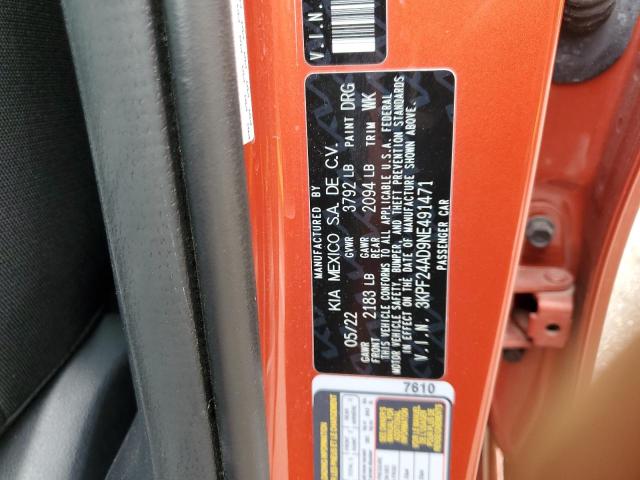 V.I.N.
MANUFACTURED BY
KIA MEXICO S.A. DE C.V.
05/22 GVWR 3792 LB PAINT DRG
GAWR FRONT 2183 LB GAWR REAR 2094 LB TRIM WK
THIS VEHICLE CONFORMS TO ALL APPLICABLE U.S.A. FEDERAL
MOTOR VEHICLE SAFETY, BUMPER, AND THEFT PREVENTION STANDARDS
IN EFFECT ON THE DATE OF MANUFACTURE SHOWN ABOVE.
V.I.N. 3KPF24AD9NE491471
PASSENGER CAR
7610